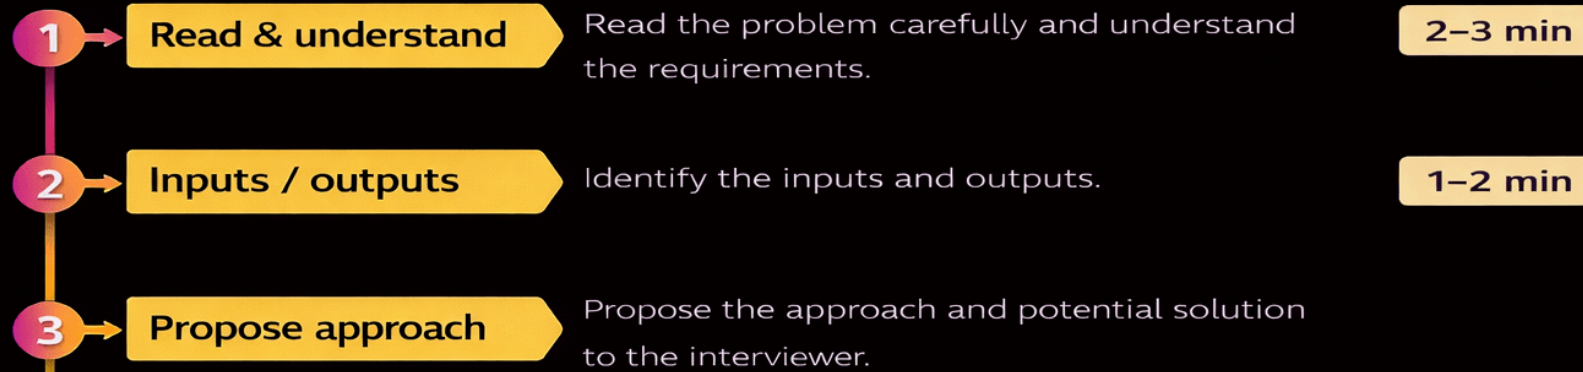 1 Read & understand Read the problem carefully and understand 2–3 min
the requirements.
2 Inputs / outputs Identify the inputs and outputs. 1–2 min
3 Propose approach Propose the approach and potential solution
to the interviewer.